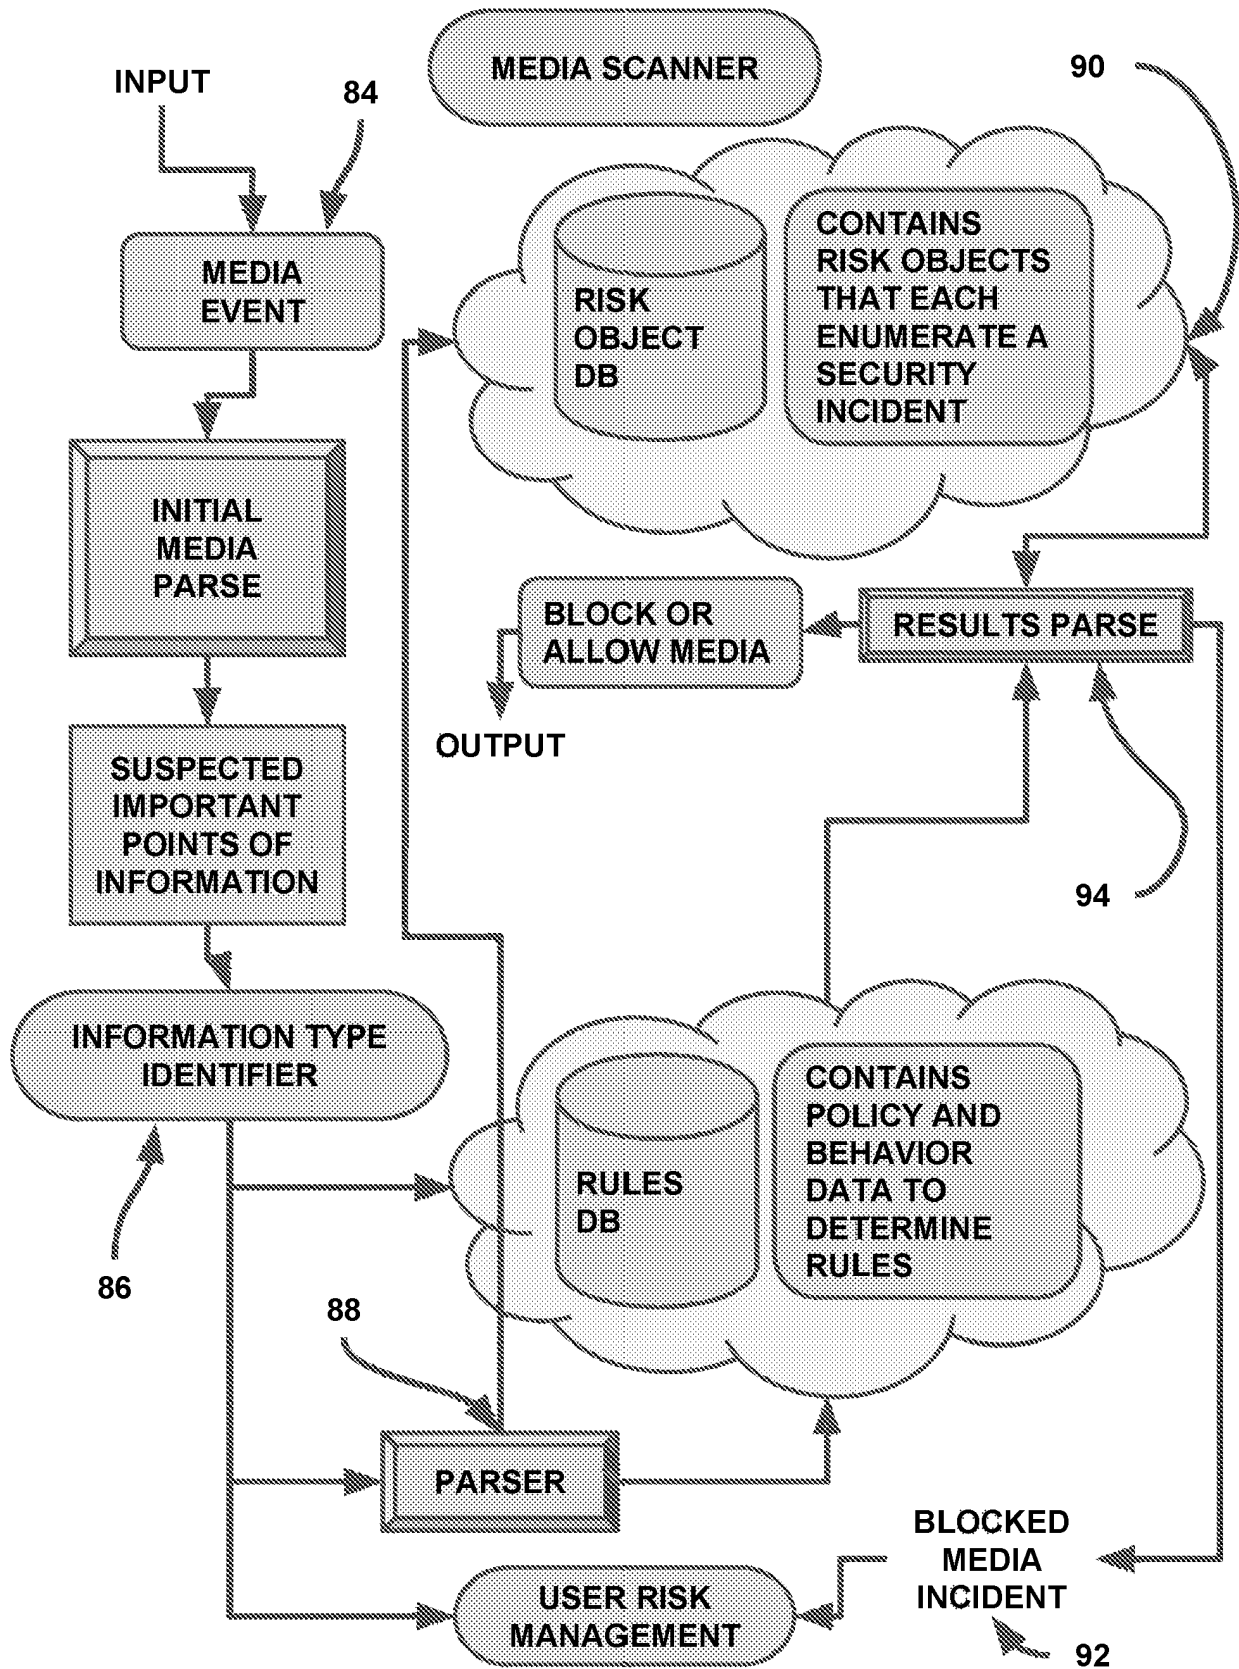 MEDIA SCANNER
INPUT
84
90
MEDIA
EVENT
RISK
OBJECT
DB
CONTAINS
RISK OBJECTS
THAT EACH
ENUMERATE A
SECURITY
INCIDENT
INITIAL
MEDIA
PARSE
BLOCK OR
ALLOW MEDIA
RESULTS PARSE
OUTPUT
SUSPECTED
IMPORTANT
POINTS OF
INFORMATION
94
INFORMATION TYPE
IDENTIFIER
86
RULES
DB
CONTAINS
POLICY AND
BEHAVIOR
DATA TO
DETERMINE
RULES
88
PARSER
BLOCKED
MEDIA
INCIDENT
USER RISK
MANAGEMENT
92